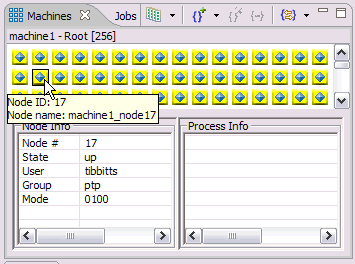 Machines Jobs
machine1 - Root [256]
Node ID: 17
Node name: machine1_node17
Node Info Process Info
Node # 17
State up
User tibbitts
Group ptp
Mode 0100